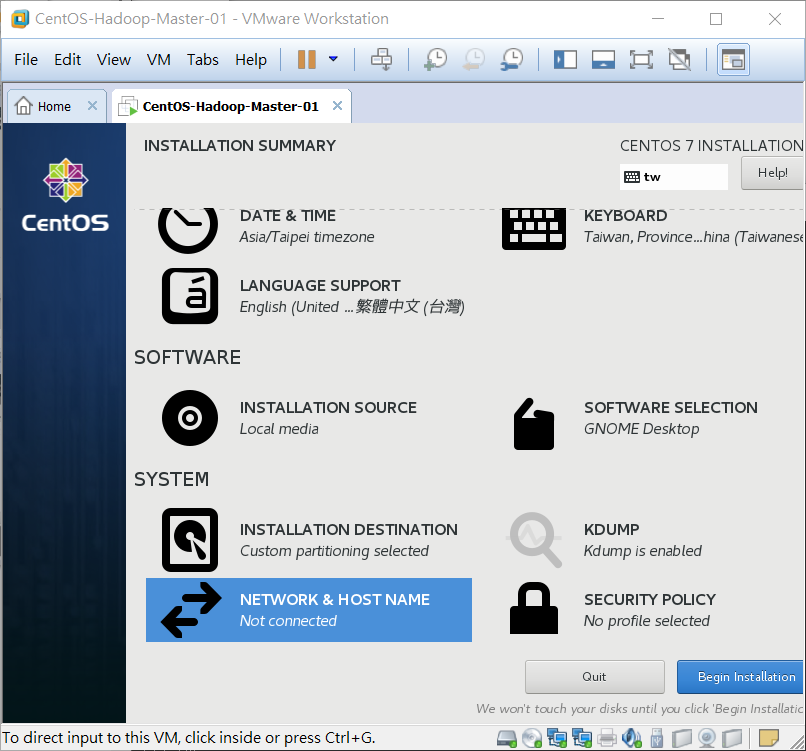 CentOS-Hadoop-Master-01 - VMware Workstation
File Edit View VM Tabs Help
Home CentOS-Hadoop-Master-01
CentOS
INSTALLATION SUMMARY
CENTOS 7 INSTALLATION
tw
Help!
DATE & TIME
Asia/Taipei timezone
KEYBOARD
Taiwan, Province...hina (Taiwanese
LANGUAGE SUPPORT
English (United ...繁體中文 (台灣)
SOFTWARE
INSTALLATION SOURCE
Local media
SOFTWARE SELECTION
GNOME Desktop
SYSTEM
INSTALLATION DESTINATION
Custom partitioning selected
KDUMP
Kdump is enabled
NETWORK & HOST NAME
Not connected
SECURITY POLICY
No profile selected
Quit
Begin Installation
We won't touch your disks until you click 'Begin Installatic
To direct input to this VM, click inside or press Ctrl+G.